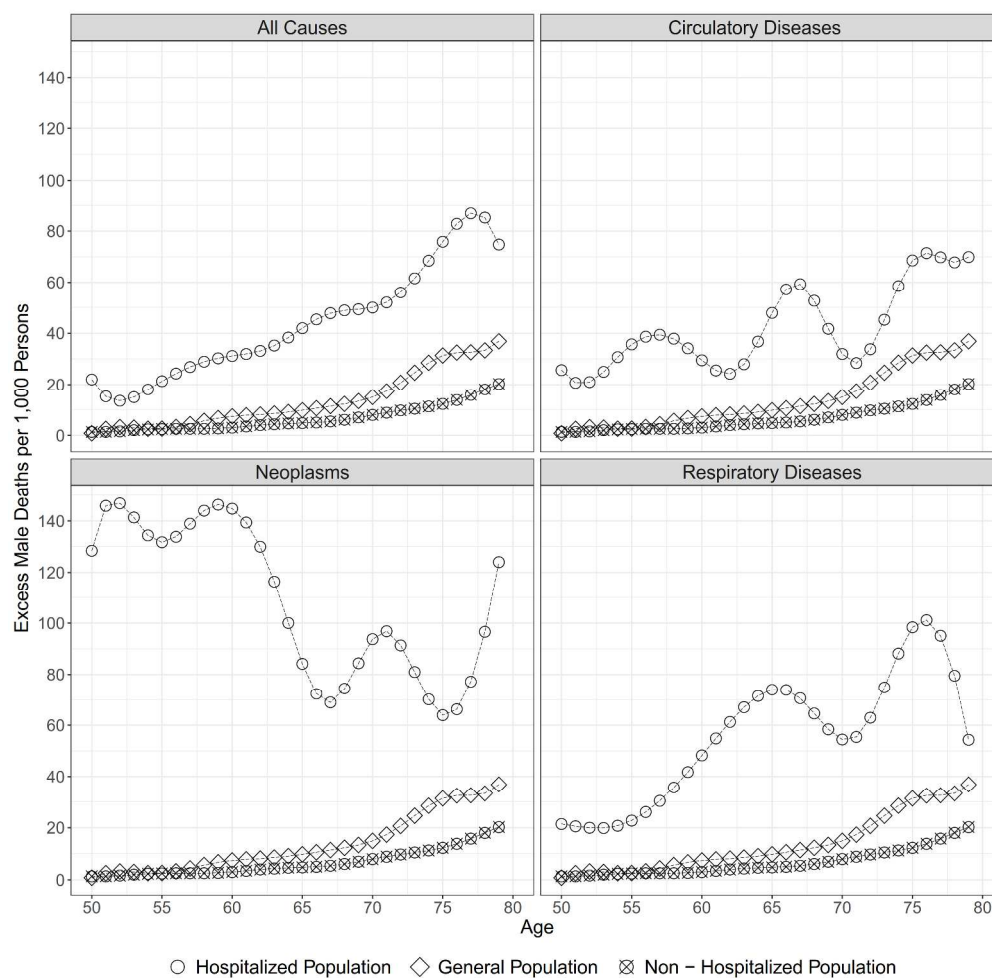 All Causes
Circulatory Diseases
Excess Male Deaths per 1,000 Persons
140
120
100
80
60
40
20
0
Neoplasms
Respiratory Diseases
140
120
100
80
60
40
20
0
50 55 60 65 70 75 80
50 55 60 65 70 75 80
Age
Hospitalized Population General Population Non − Hospitalized Population